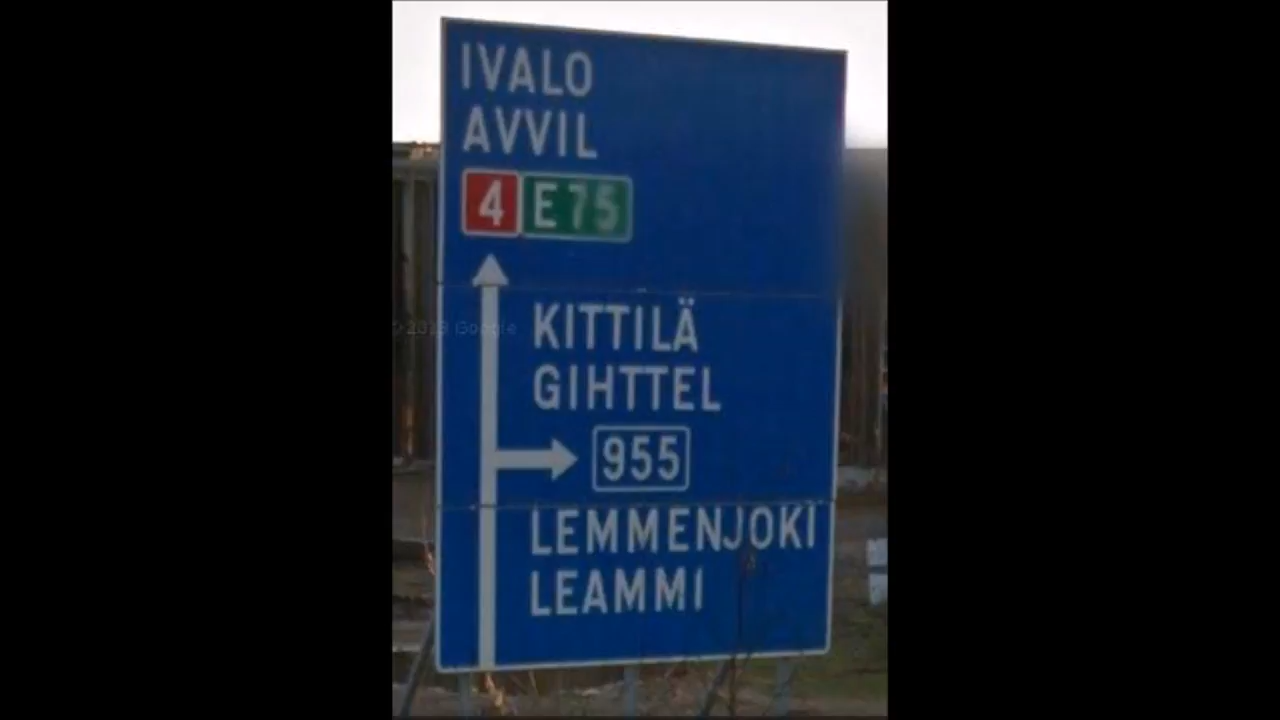 IVALO
AVVIL
4 E75
KITTILÄ
GIHTTEL
955
LEMMENJOKI
LEAMMI